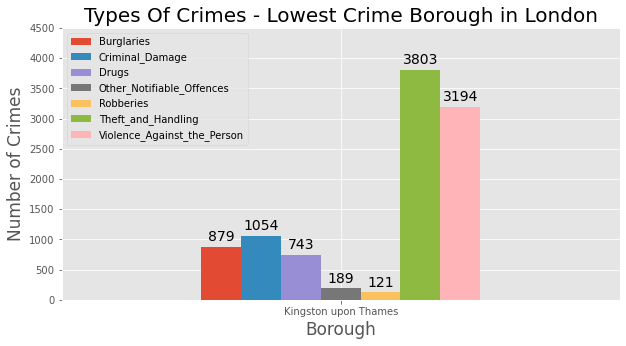 Types Of Crimes - Lowest Crime Borough in London
4500
4000
3500
3000
2500
2000
1500
1000
500
0
Number of Crimes
Burglaries
Criminal_Damage
Drugs
Other_Notifiable_Offences
Robberies
Theft_and_Handling
Violence_Against_the_Person
879
1054
743
189
121
3803
3194
Kingston upon Thames
Borough